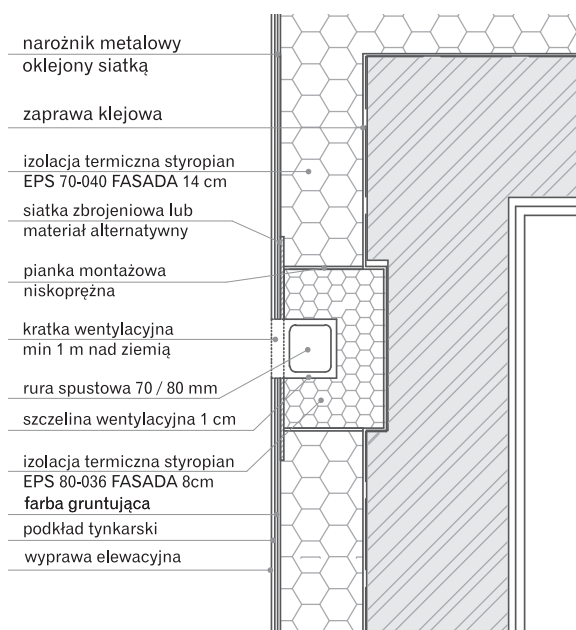 narożnik metalowy
oklejony siatką
zaprawa klejowa
izolacja termiczna styropian
EPS 70-040 FASADA 14 cm
siatka zbrojeniowa lub
materiał alternatywny
pianka montażowa
niskoprężna
kratka wentylacyjna
min 1 m nad ziemią
rura spustowa 70 / 80 mm
szczelina wentylacyjna 1 cm
izolacja termiczna styropian
EPS 80-036 FASADA 8cm
farba gruntująca
podkład tynkarski
wyprawa elewacyjna